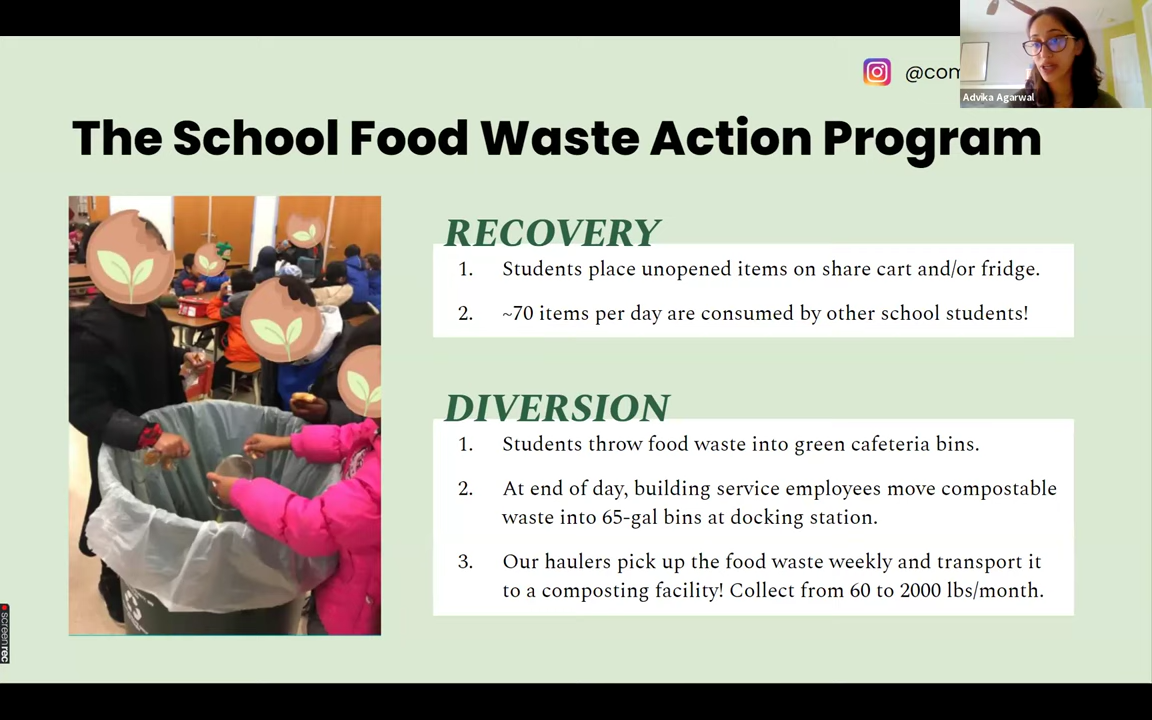 @com
Advika Agarwal
The School Food Waste Action Program
RECOVERY
1. Students place unopened items on share cart and/or fridge.
2. ~70 items per day are consumed by other school students!
DIVERSION
1. Students throw food waste into green cafeteria bins.
2. At end of day, building service employees move compostable
waste into 65-gal bins at docking station.
3. Our haulers pick up the food waste weekly and transport it
to a composting facility! Collect from 60 to 2000 lbs/month.
screenrec